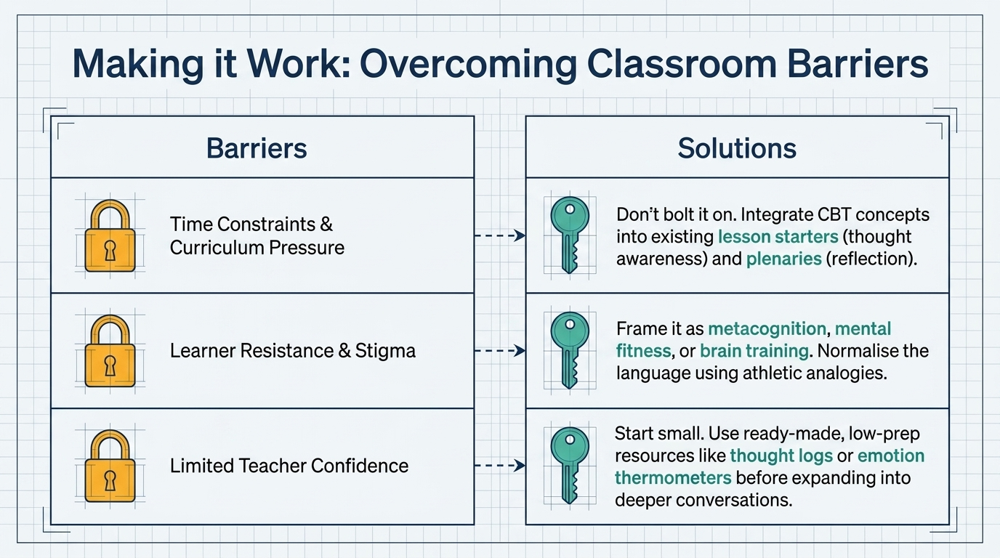 Making it Work: Overcoming Classroom Barriers
Barriers
Solutions
Time Constraints &
Curriculum Pressure
Don't bolt it on. Integrate CBT concepts
into existing lesson starters (thought
awareness) and plenaries (reflection).
Learner Resistance & Stigma
Frame it as metacognition, mental
fitness, or brain training. Normalise the
language using athletic analogies.
Limited Teacher Confidence
Start small. Use ready-made, low-prep
resources like thought logs or emotion
thermometers before expanding into
deeper conversations.